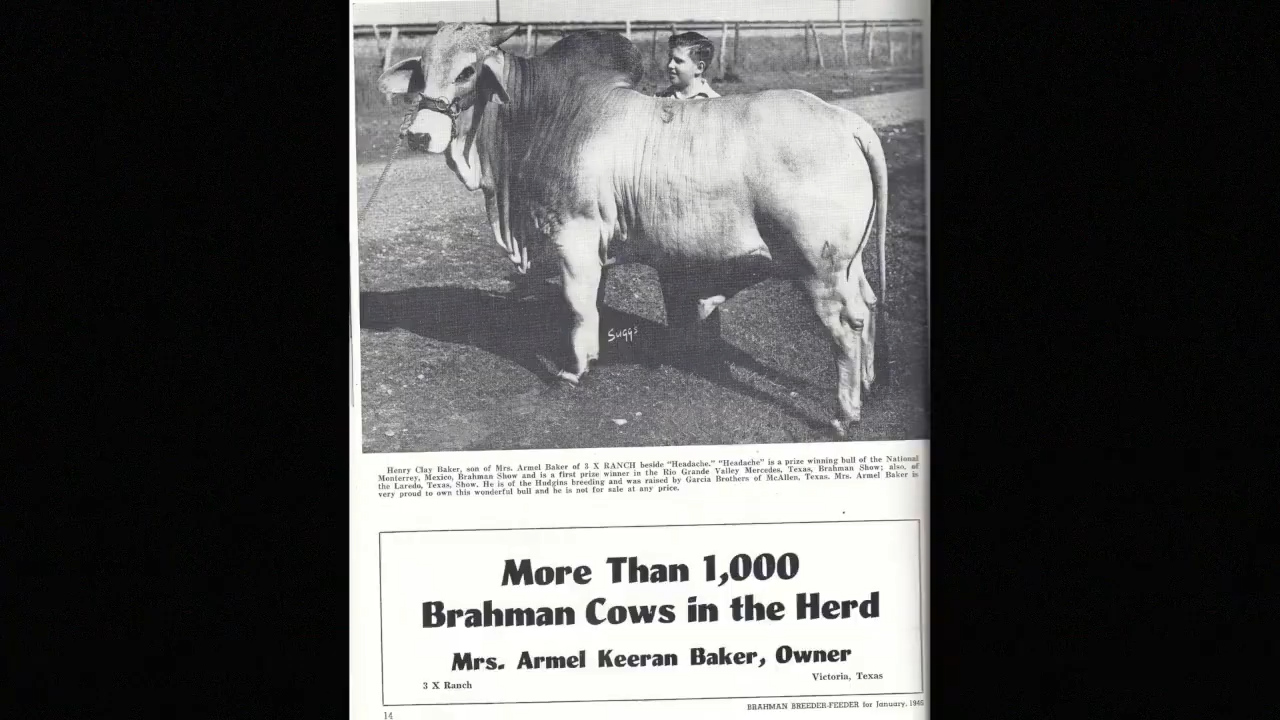 Suggs
Henry Clay Baker, son of Mrs. Armel Baker of 3 X RANCH beside "Headache." "Headache" is a prize winning bull of the National
Monterrey, Mexico, Brahman Show and is a first prize winner in the Rio Grande Valley Mercedes, Texas, Brahman Show; also, of
the Laredo, Texas, Show. He is of the Hudgins breeding and was raised by Garcia Brothers of McAllen, Texas. Mrs. Armel Baker is
very proud to own this wonderful bull and he is not for sale at any price.
More Than 1,000
Brahman Cows in the Herd
Mrs. Armel Keeran Baker, Owner
3 X Ranch Victoria, Texas
14 BRAHMAN BREEDER-FEEDER for January,